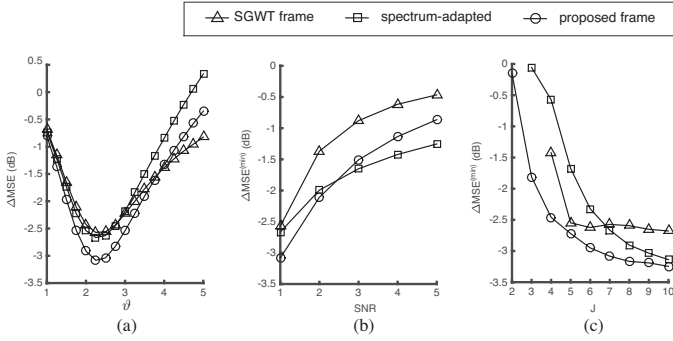 SGWT frame spectrum-adapted proposed frame
0.5
0
-0.5
-1
-1.5
-2
-2.5
-3
-3.5
ΔMSE (dB)
1 2 3 4 5
ϑ
(a)
0
-0.5
-1
-1.5
-2
-2.5
-3
-3.5
ΔMSE(min) (dB)
1 2 3 4 5
SNR
(b)
0
-0.5
-1
-1.5
-2
-2.5
-3
-3.5
ΔMSE(min) (dB)
2 3 4 5 6 7 8 9 10
J
(c)